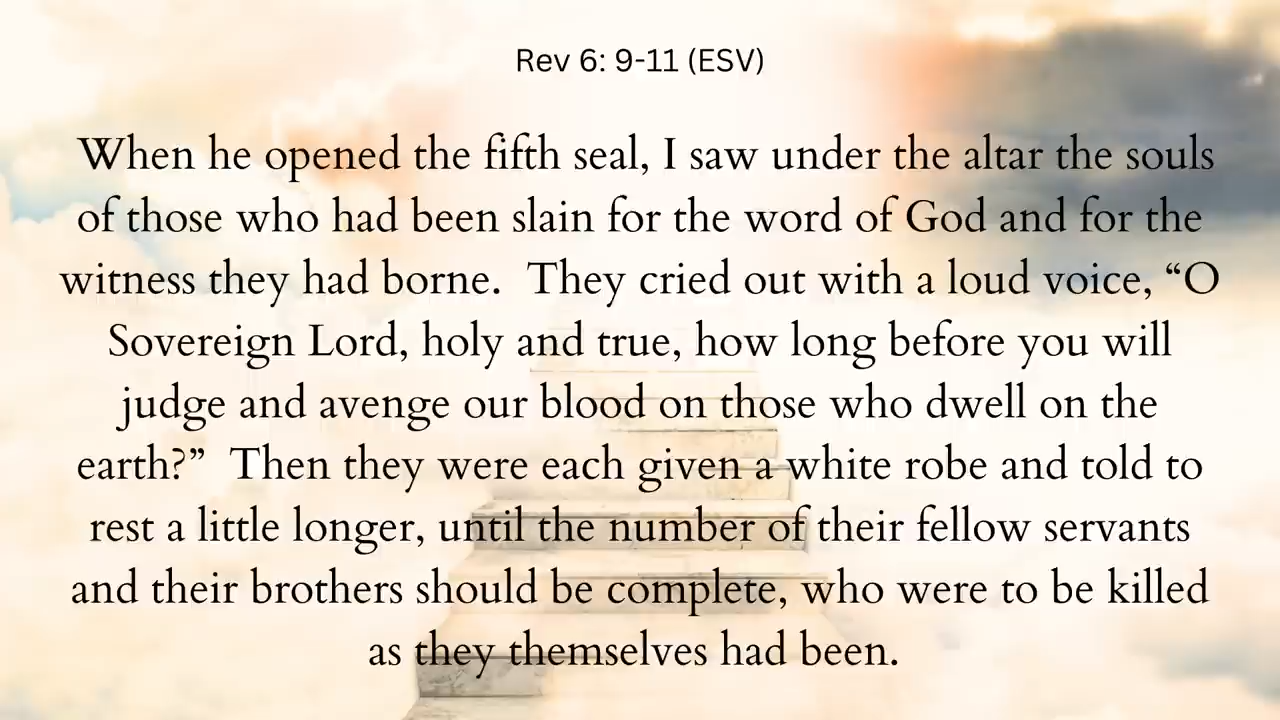 Rev 6: 9-11 (ESV)
When he opened the fifth seal, I saw under the altar the souls
of those who had been slain for the word of God and for the
witness they had borne.  They cried out with a loud voice, “O
Sovereign Lord, holy and true, how long before you will
judge and avenge our blood on those who dwell on the
earth?”  Then they were each given a white robe and told to
rest a little longer, until the number of their fellow servants
and their brothers should be complete, who were to be killed
as they themselves had been.